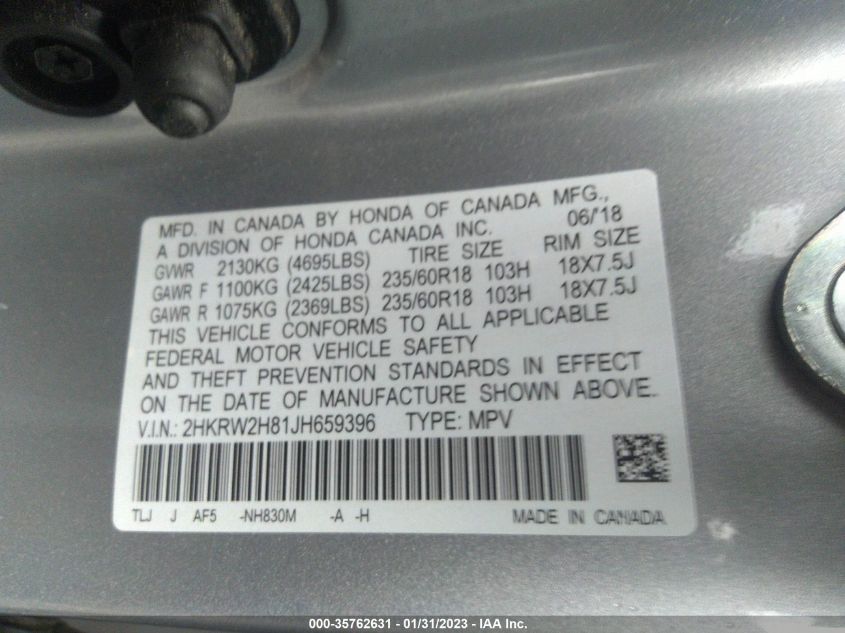 MFD. IN CANADA BY HONDA OF CANADA MFG.,
A DIVISION OF HONDA CANADA INC. 06/'18
GVWR 2130KG (4695LBS) TIRE SIZE RIM SIZE
GAWR F 1100KG (2425LBS) 235/60R18 103H 18X7.5J
GAWR R 1075KG (2369LBS) 235/60R18 103H 18X7.5J
THIS VEHICLE CONFORMS TO ALL APPLICABLE
FEDERAL MOTOR VEHICLE SAFETY
AND THEFT PREVENTION STANDARDS IN EFFECT
ON THE DATE OF MANUFACTURE SHOWN ABOVE.
V.I.N.: 2HKRW2H81JH659396 TYPE: MPV
TLJ J AF5 -NH830M -A -H MADE IN CANADA
000-35762631 - 01/31/2023 - IAA Inc.